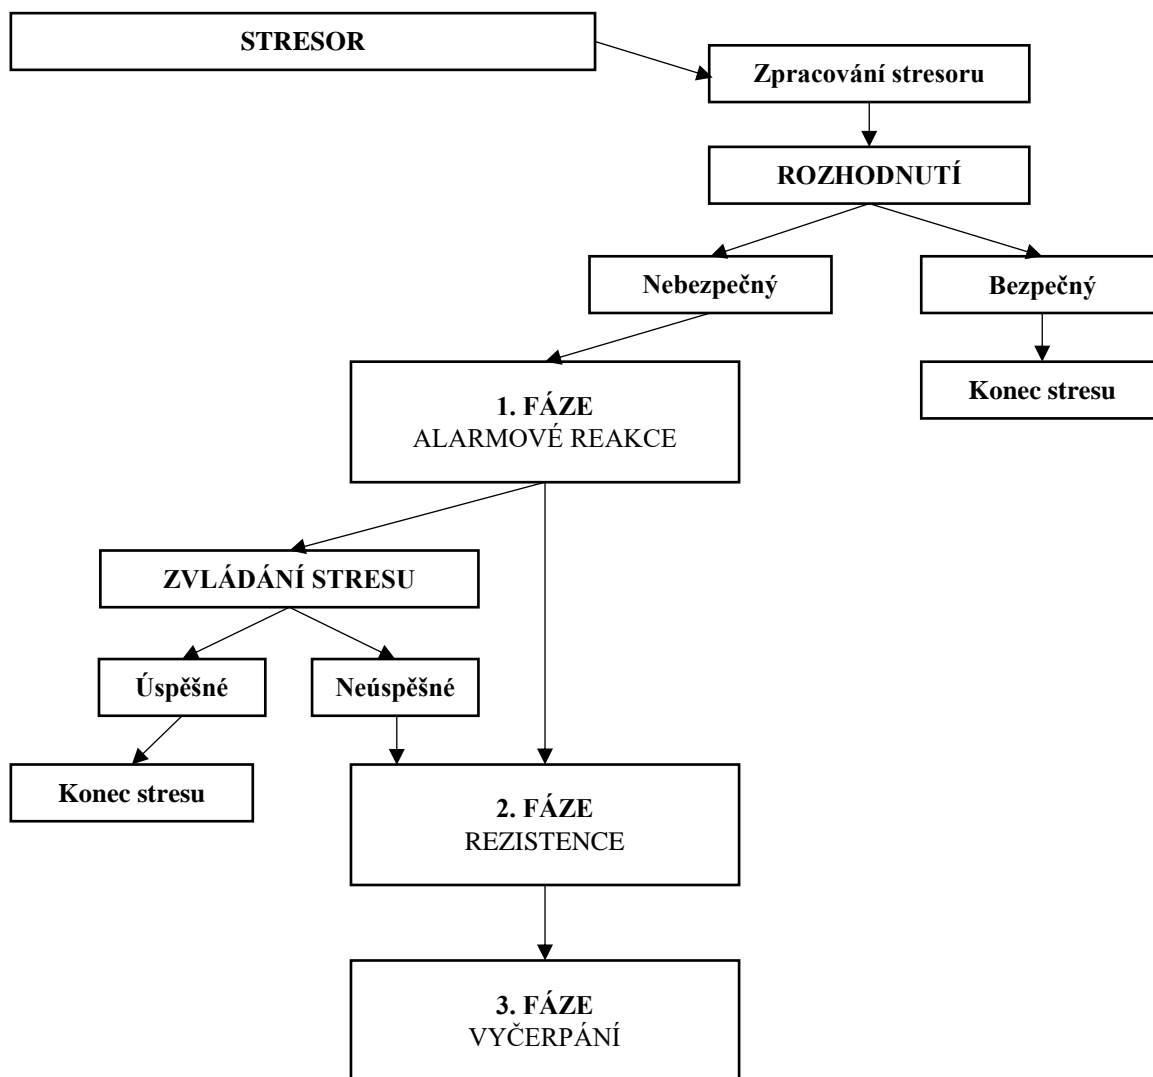 STRESOR
Zpracování stresoru
ROZHODNUTÍ
Nebezpečný
Bezpečný
Konec stresu
1. FÁZE
ALARMOVÉ REAKCE
ZVLÁDÁNÍ STRESU
Úspěšné
Neúspěšné
Konec stresu
2. FÁZE
REZISTENCE
3. FÁZE
VYČERPÁNÍ